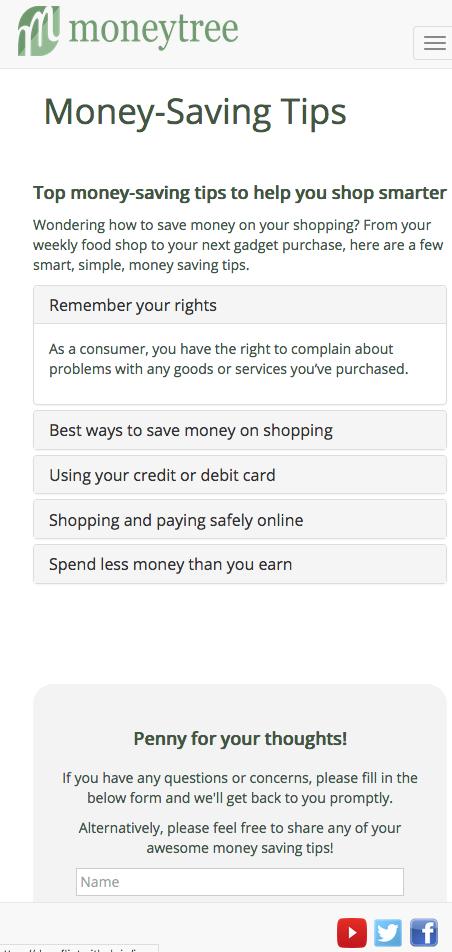 moneytree
Money-Saving Tips
Top money-saving tips to help you shop smarter
Wondering how to save money on your shopping? From your
weekly food shop to your next gadget purchase, here are a few
smart, simple, money saving tips.
Remember your rights
As a consumer, you have the right to complain about
problems with any goods or services you’ve purchased.
Best ways to save money on shopping
Using your credit or debit card
Shopping and paying safely online
Spend less money than you earn
Penny for your thoughts!
If you have any questions or concerns, please fill in the
below form and we'll get back to you promptly.
Alternatively, please feel free to share any of your
awesome money saving tips!
Name